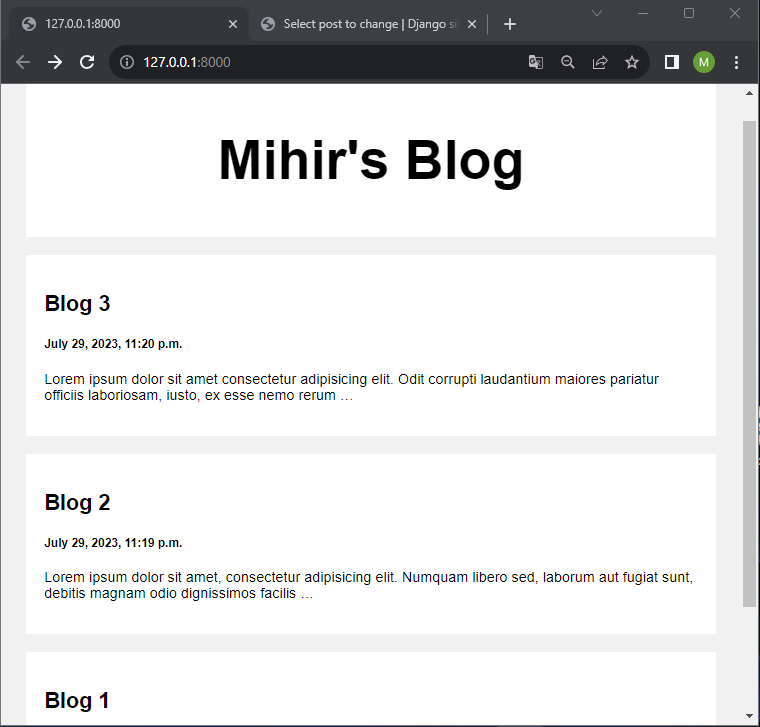 127.0.0.1:8000
Select post to change | Django si
127.0.0.1:8000
M
Mihir's Blog
Blog 3
July 29, 2023, 11:20 p.m.
Lorem ipsum dolor sit amet consectetur adipisicing elit. Odit corrupti laudantium maiores pariatur
officiis laboriosam, iusto, ex esse nemo rerum …
Blog 2
July 29, 2023, 11:19 p.m.
Lorem ipsum dolor sit amet, consectetur adipisicing elit. Numquam libero sed, laborum aut fugiat sunt,
debitis magnam odio dignissimos facilis …
Blog 1